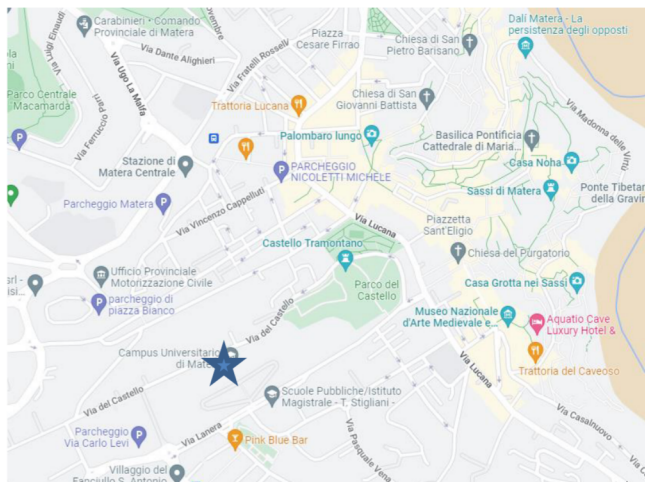 Carabinieri - Comando
Provinciale di Matera
Via Luigi Einaudi
Via Dante Alighieri
Via Ugo La Malfa
Via Fratelli Rosselli
Piazza
Cesare Firrao
Chiesa di San
Pietro Barisano
Dalí Matera - La
persistenza degli opposti
Parco Centrale
"Macamarda"
Via Ferruccio Parri
Trattoria Lucana
Chiesa di San
Giovanni Battista
Via Madonna delle Virtù
Palombaro lungo
Basilica Pontificia
Cattedrale di Maria...
Stazione di
Matera Centrale
PARCHEGGIO
NICOLETTI MICHELE
Casa Noha
Sassi di Matera
Ponte Tibetan
della Gravin
Parcheggio Matera
Via Vincenzo Cappelluti
Via Lucana
Piazzetta
Sant'Eligio
Castello Tramontano
Chiesa del Purgatorio
Ufficio Provinciale
Motorizzazione Civile
Parco del
Castello
Casa Grotta nei Sassi
parcheggio di
piazza Bianco
Via del Castello
Museo Nazionale
d'Arte Medievale e...
Aquatio Cave
Luxury Hotel &
Campus Universitario
di Mate
Via Lucana
Trattoria del Caveoso
Via del Castello
Scuole Pubbliche/Istituto
Magistrale - T. Stigliani -
Via Casalnuovo
Parcheggio
Via Carlo Levi
Via Lanera
Pink Blue Bar
Via Pasquale Vena
Villaggio del
Fanciullo S. Antonio